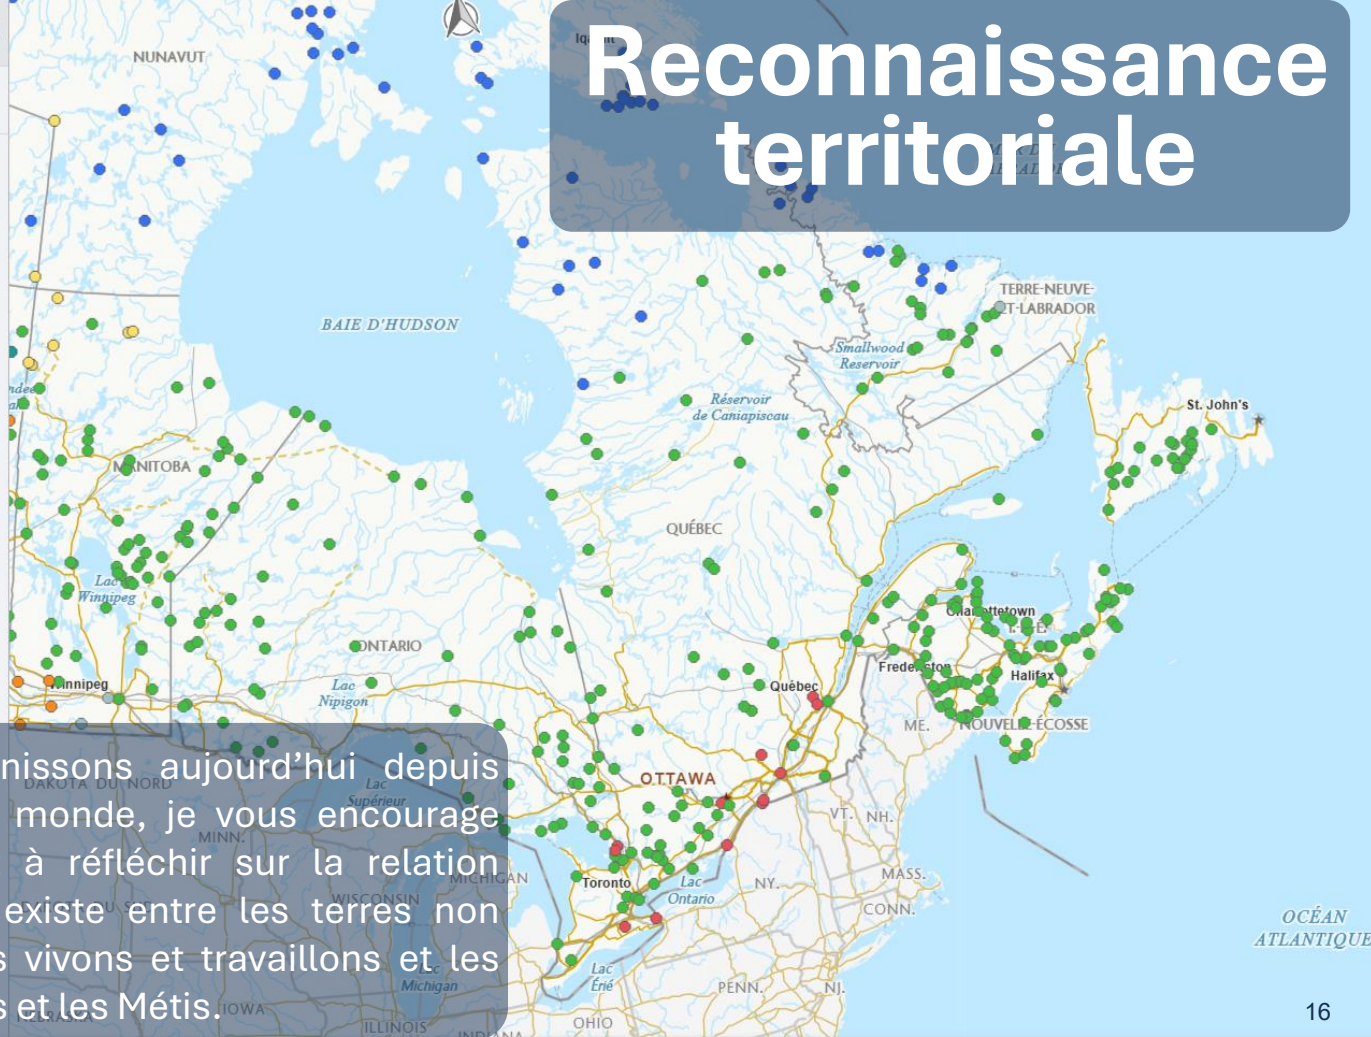 Reconnaissance
territoriale
NUNAVUT
BAIE D'HUDSON
TERRE-NEUVE-
ET-LABRADOR
Smallwood
Reservoir
Réservoir
de Caniapiscau
St. John's
MANITOBA
QUÉBEC
Lac
Winnipeg
ONTARIO
Charlottetown
Î.-P.-É.
Fredericton
Halifax
Winnipeg
Lac
Nipigon
Québec
ME.
NOUVELLE-ÉCOSSE
OTTAWA
VT.
NH.
Toronto
Lac
Ontario
NY.
MASS.
CONN.
MICHIGAN
OCÉAN
ATLANTIQUE
Lac
Érié
PENN.
NJ.
OHIO
INDIANA
nissons aujourd'hui depuis
monde, je vous encourage
à réfléchir sur la relation
existe entre les terres non
s vivons et travaillons et les
s et les Métis.
DAKOTA DU NORD
Lac
Supérieur
MINN.
WISCONSIN
Lac
Michigan
IOWA
NEBRASKA
ILLINOIS
16